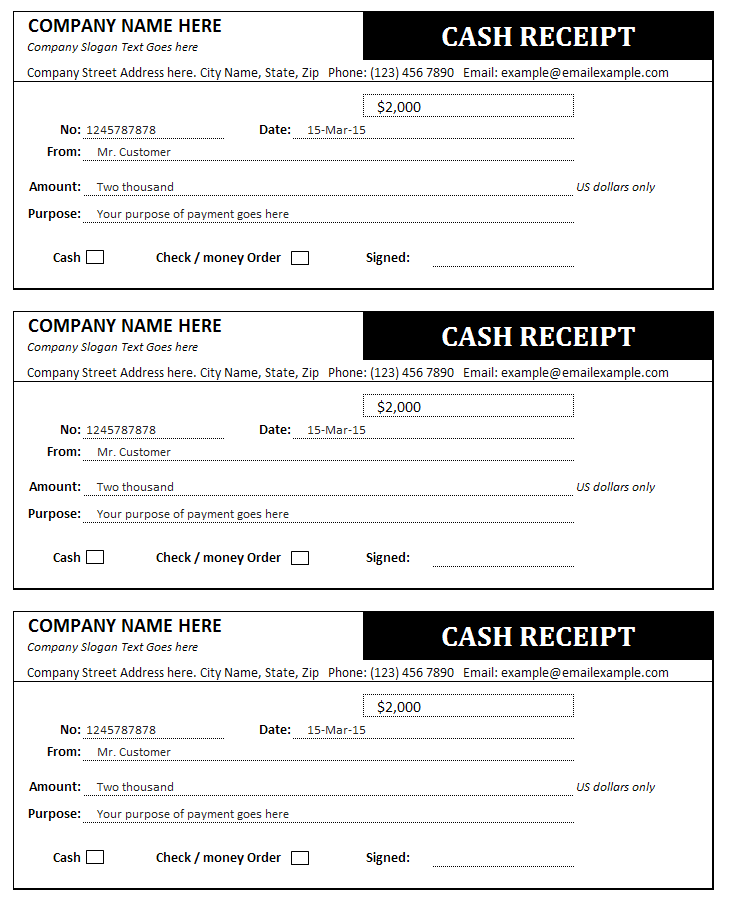 COMPANY NAME HERE
CASH RECEIPT
Company Slogan Text Goes here
Company Street Address here. City Name, State, Zip Phone: (123) 456 7890 Email: example@emailexample.com
$2,000
No: 1245787878 Date: 15-Mar-15
From: Mr. Customer
Amount: Two thousand US dollars only
Purpose: Your purpose of payment goes here
Cash Check / money Order Signed:
COMPANY NAME HERE
CASH RECEIPT
Company Slogan Text Goes here
Company Street Address here. City Name, State, Zip Phone: (123) 456 7890 Email: example@emailexample.com
$2,000
No: 1245787878 Date: 15-Mar-15
From: Mr. Customer
Amount: Two thousand US dollars only
Purpose: Your purpose of payment goes here
Cash Check / money Order Signed:
COMPANY NAME HERE
CASH RECEIPT
Company Slogan Text Goes here
Company Street Address here. City Name, State, Zip Phone: (123) 456 7890 Email: example@emailexample.com
$2,000
No: 1245787878 Date: 15-Mar-15
From: Mr. Customer
Amount: Two thousand US dollars only
Purpose: Your purpose of payment goes here
Cash Check / money Order Signed: